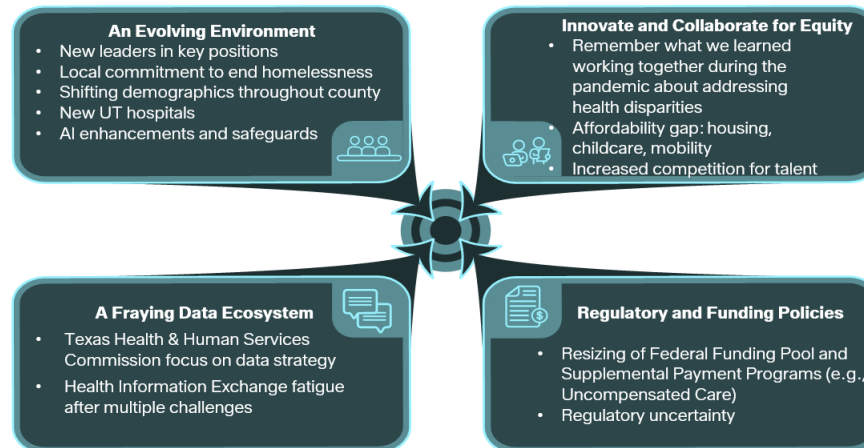 An Evolving Environment
• New leaders in key positions
• Local commitment to end homelessness
• Shifting demographics throughout county
• New UT hospitals
• AI enhancements and safeguards
Innovate and Collaborate for Equity
• Remember what we learned
working together during the
pandemic about addressing
health disparities
• Affordability gap: housing,
childcare, mobility
• Increased competition for talent
A Fraying Data Ecosystem
• Texas Health & Human Services
Commission focus on data strategy
• Health Information Exchange fatigue
after multiple challenges
$
Regulatory and Funding Policies
• Resizing of Federal Funding Pool and
Supplemental Payment Programs (e.g.,
Uncompensated Care)
• Regulatory uncertainty